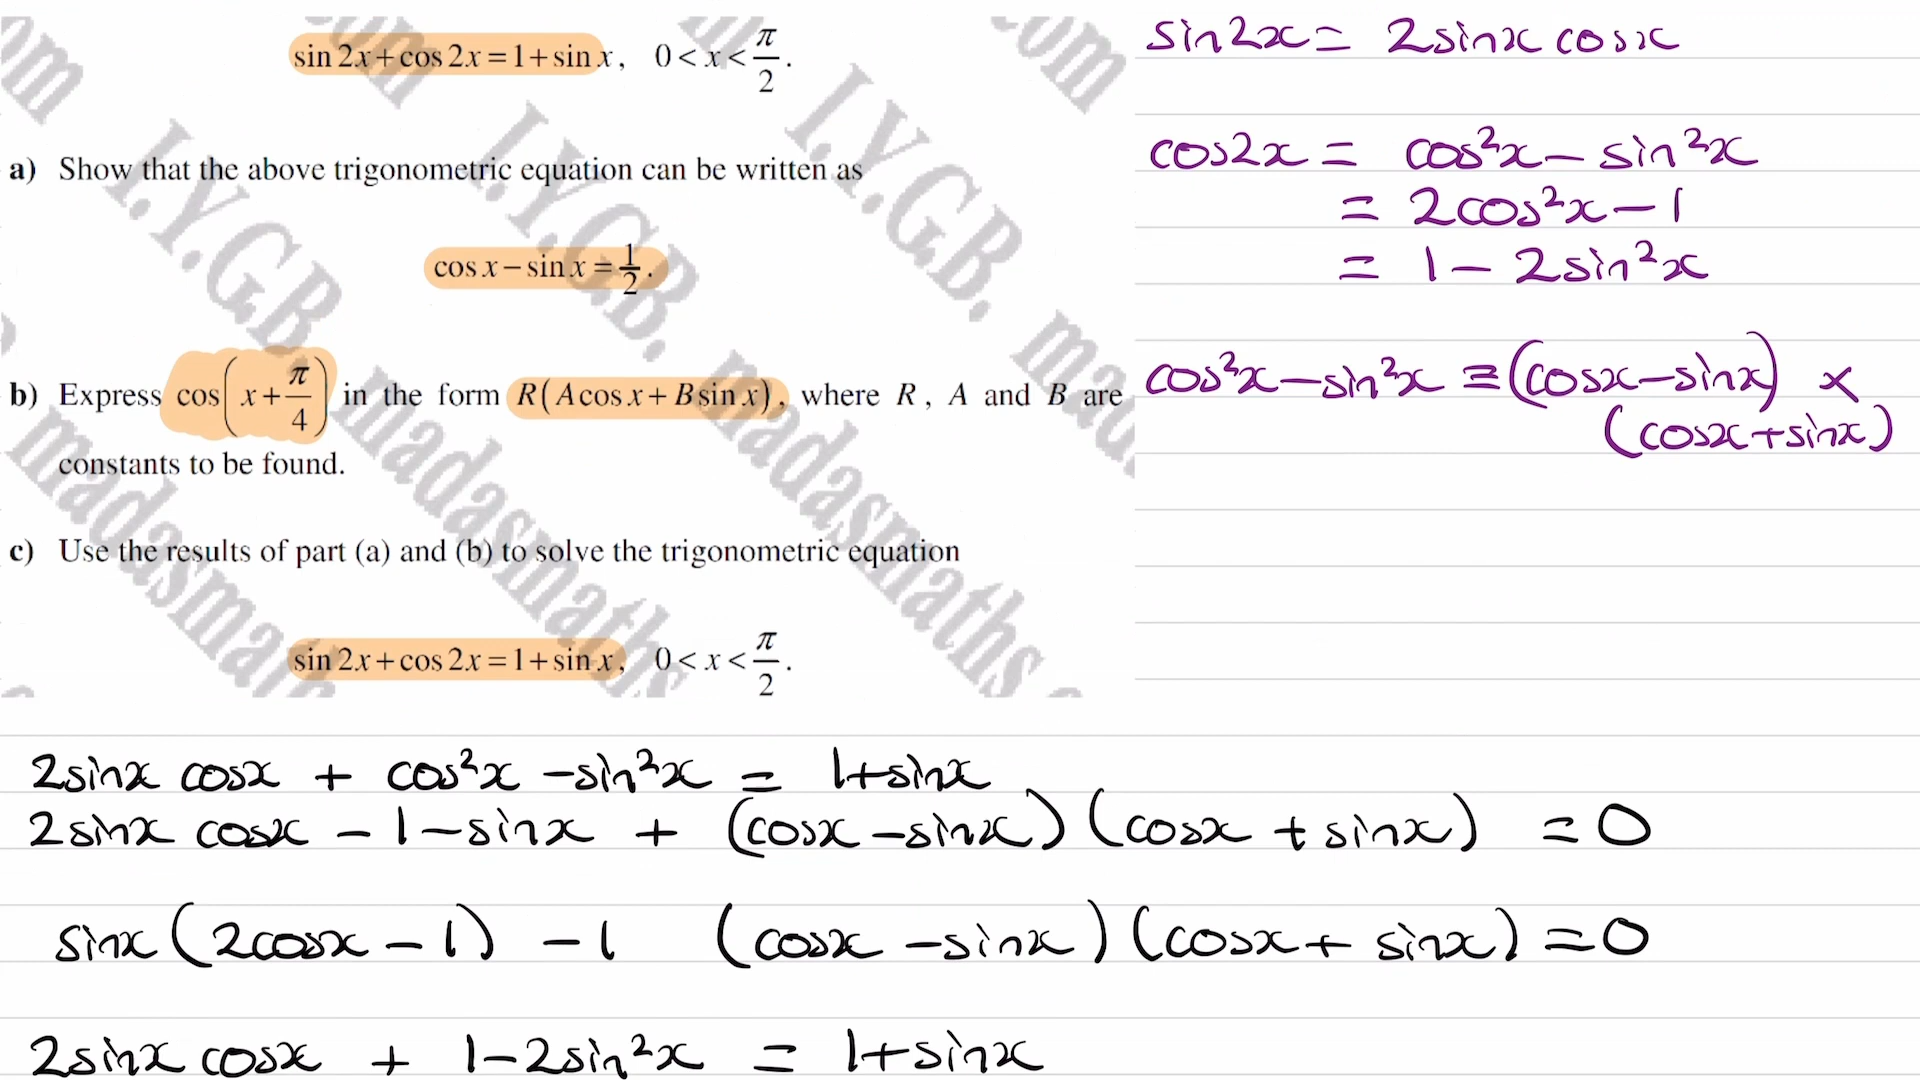 sin 2x + cos 2x = 1 + sin x, 0 < x < π/2.
a) Show that the above trigonometric equation can be written as
cos x − sin x = 1/2.
b) Express cos(x + π/4) in the form R(A cos x + B sin x), where R, A and B are
constants to be found.
c) Use the results of part (a) and (b) to solve the trigonometric equation
sin 2x + cos 2x = 1 + sin x, 0 < x < π/2.
sin2x = 2sinx cosx
cos2x = cos²x − sin²x
= 2cos²x − 1
= 1 − 2sin²x
cos²x − sin²x ≡ (cosx − sinx) ×
(cosx + sinx)
2sinx cosx + cos²x − sin²x = 1+sinx
2sinx cosx − 1 − sinx + (cosx − sinx)(cosx + sinx) = 0
sinx(2cosx − 1) − 1 (cosx − sinx)(cosx + sinx) = 0
2sinx cosx + 1 − 2sin²x = 1+sinx
I.Y.G.B. madasmaths.com